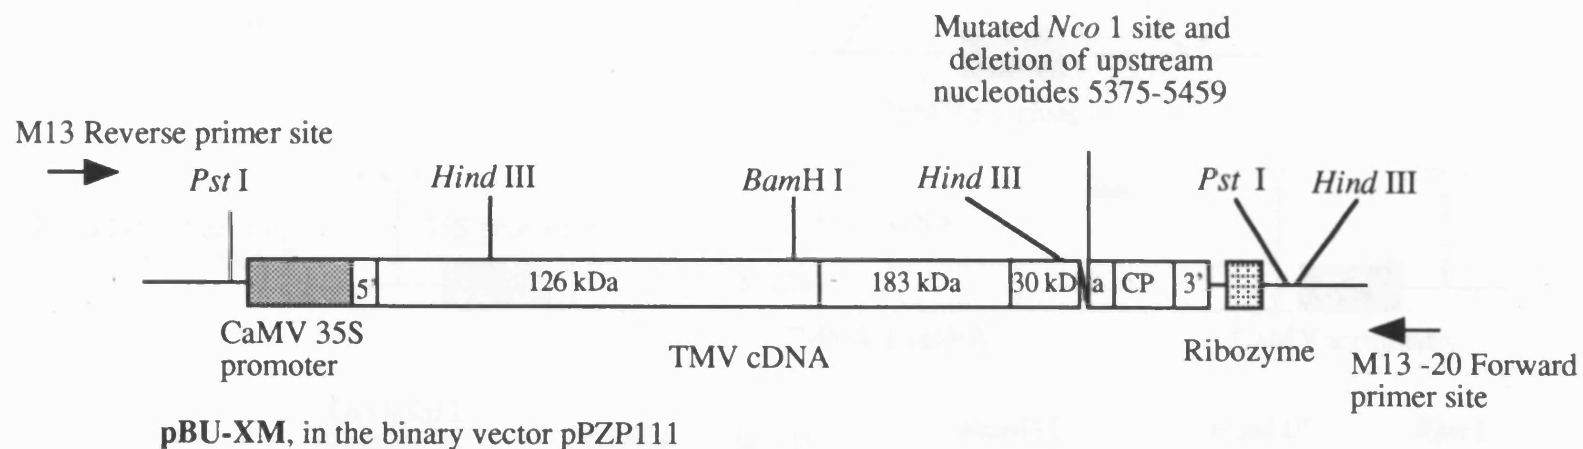 Mutated Nco 1 site and
deletion of upstream
nucleotides 5375-5459
M13 Reverse primer site
Pst I
Hind III
BamH I
Hind III
Pst I
Hind III
5'
126 kDa
183 kDa
30 kDa
CP
3'
CaMV 35S
promoter
TMV cDNA
Ribozyme
M13 -20 Forward
primer site
pBU-XM, in the binary vector pPZP111